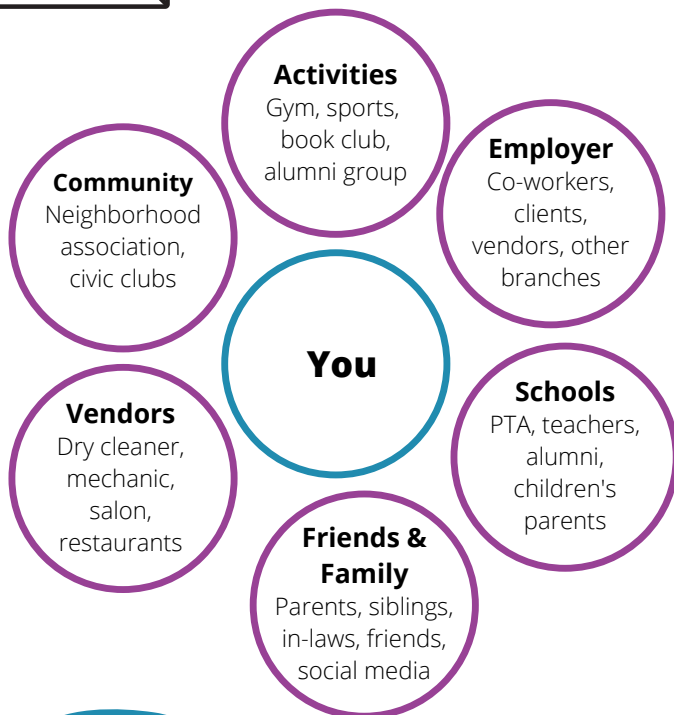 Activities
Gym, sports,
book club,
alumni group
Employer
Co-workers,
clients,
vendors, other
branches
Community
Neighborhood
association,
civic clubs
You
Schools
PTA, teachers,
alumni,
children's
parents
Vendors
Dry cleaner,
mechanic,
salon,
restaurants
Friends &
Family
Parents, siblings,
in-laws, friends,
social media